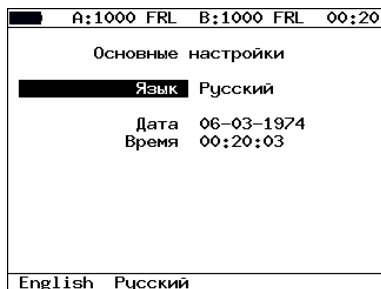 A:1000 FRL B:1000 FRL 00:20
Основные настройки
Язык Русский
Дата 06-03-1974
Время 00:20:03
English Русский